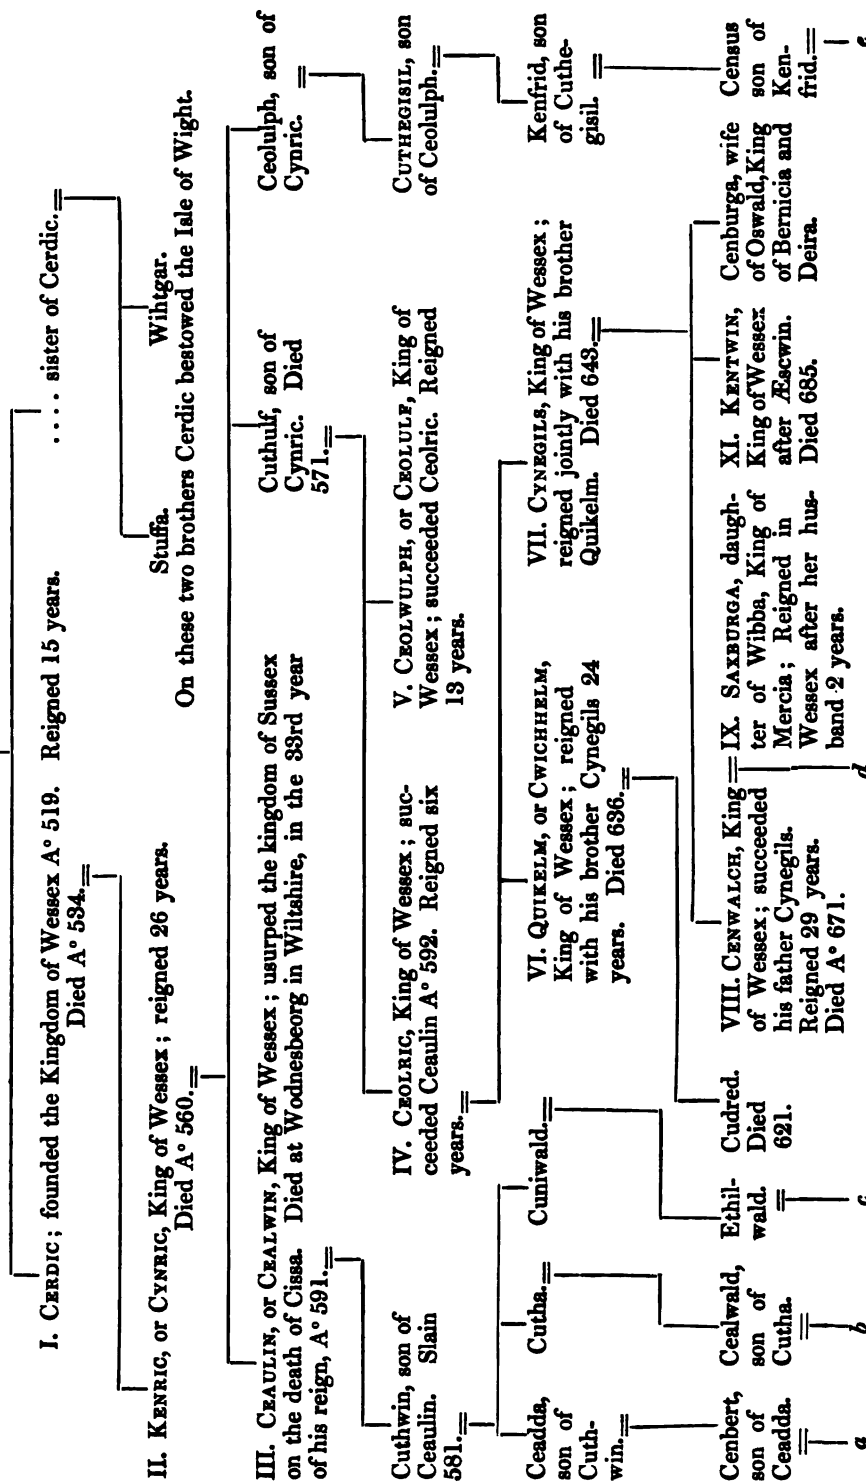 I. CERDIC; founded the Kingdom of Wessex A° 519. Reigned 15 years.
Died A° 534.
.... sister of Cerdic.
Stuffa.
Wihtgar.
On these two brothers Cerdic bestowed the Isle of Wight.
II. KENRIC, or CYNRIC, King of Wessex; reigned 26 years.
Died A° 560.
III. CEAULIN, or CEALWIN, King of Wessex; usurped the kingdom of Sussex
on the death of Cissa. Died at Wodnesbeorg in Wiltshire, in the 33rd year
of his reign, A° 591.
Cuthulf, son of
Cynric. Died
571.
Ceolulph, son of
Cynric.
Cuthwin, son of
Ceaulin. Slain
581.
IV. CEOLRIC, King of Wessex; suc-
ceeded Ceaulin A° 592. Reigned six
years.
V. CEOLWULPH, or CEOLULF, King of
Wessex; succeeded Ceolric. Reigned
13 years.
CUTHEGISIL, son
of Ceolulph.
Ceadda,
son of
Cuth-
win.
Cutha.
Cuniwald.
VI. QUIKELM, or CWICHHELM,
King of Wessex; reigned
with his brother Cynegils 24
years. Died 636.
VII. CYNEGILS, King of Wessex;
reigned jointly with his brother
Quikelm. Died 643.
Kenfrid, son
of Cuthe-
gisil.
Cenbert,
son of
Ceadda.
a
Cealwald,
son of
Cutha.
b
Ethil-
wald.
c
Cudred.
Died
621.
VIII. CENWALCH, King
of Wessex; succeeded
his father Cynegils.
Reigned 29 years.
Died A° 671.
IX. SAXBURGA, daugh-
ter of Wibba, King of
Mercia; Reigned in
Wessex after her hus-
band 2 years.
d
XI. KENTWIN,
King of Wessex
after Æscwin.
Died 685.
Cenburga, wife
of Oswald, King
of Bernicia and
Deira.
Census
son of
Ken-
frid.
e